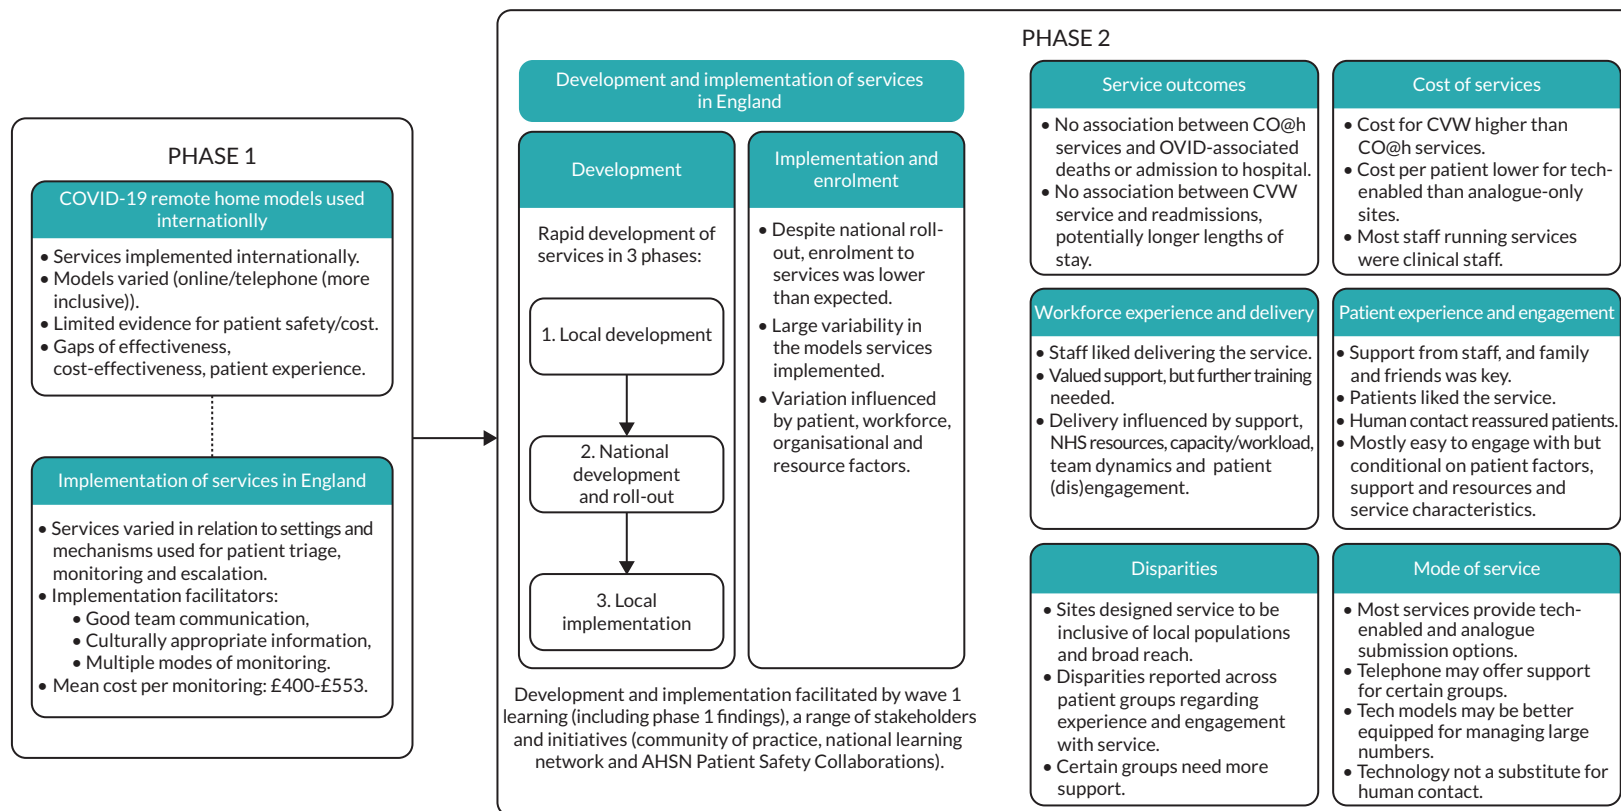 PHASE 1
COVID-19 remote home models used
internationlly
• Services implemented internationally.
• Models varied (online/telephone (more
inclusive)).
• Limited evidence for patient safety/cost.
• Gaps of effectiveness,
cost-effectiveness, patient experience.
Implementation of services in England
• Services varied in relation to settings and
mechanisms used for patient triage,
monitoring and escalation.
• Implementation facilitators:
• Good team communication,
• Culturally appropriate information,
• Multiple modes of monitoring.
• Mean cost per monitoring: £400-£553.
PHASE 2
Development and implementation of services
in England
Development
Rapid development of
services in 3 phases:
1. Local development
2. National
development
and roll-out
3. Local
implementation
Implementation and
enrolment
• Despite national roll-
out, enrolment to
services was lower
than expected.
• Large variability in
the models services
implemented.
• Variation influenced
by patient, workforce,
organisational and
resource factors.
Development and implementation facilitated by wave 1
learning (including phase 1 findings), a range of stakeholders
and initiatives (community of practice, national learning
network and AHSN Patient Safety Collaborations).
Service outcomes
• No association between CO@h
services and OVID-associated
deaths or admission to hospital.
• No association between CVW
service and readmissions,
potentially longer lengths of
stay.
Cost of services
• Cost for CVW higher than
CO@h services.
• Cost per patient lower for tech-
enabled than analogue-only
sites.
• Most staff running services
were clinical staff.
Workforce experience and delivery
• Staff liked delivering the service.
• Valued support, but further training
needed.
• Delivery influenced by support,
NHS resources, capacity/workload,
team dynamics and patient
(dis)engagement.
Patient experience and engagement
• Support from staff, and family
and friends was key.
• Patients liked the service.
• Human contact reassured patients.
• Mostly easy to engage with but
conditional on patient factors,
support and resources and
service characteristics.
Disparities
• Sites designed service to be
inclusive of local populations
and broad reach.
• Disparities reported across
patient groups regarding
experience and engagement
with service.
• Certain groups need more
support.
Mode of service
• Most services provide tech-
enabled and analogue
submission options.
• Telephone may offer support
for certain groups.
• Tech models may be better
equipped for managing large
numbers.
• Technology not a substitute for
human contact.